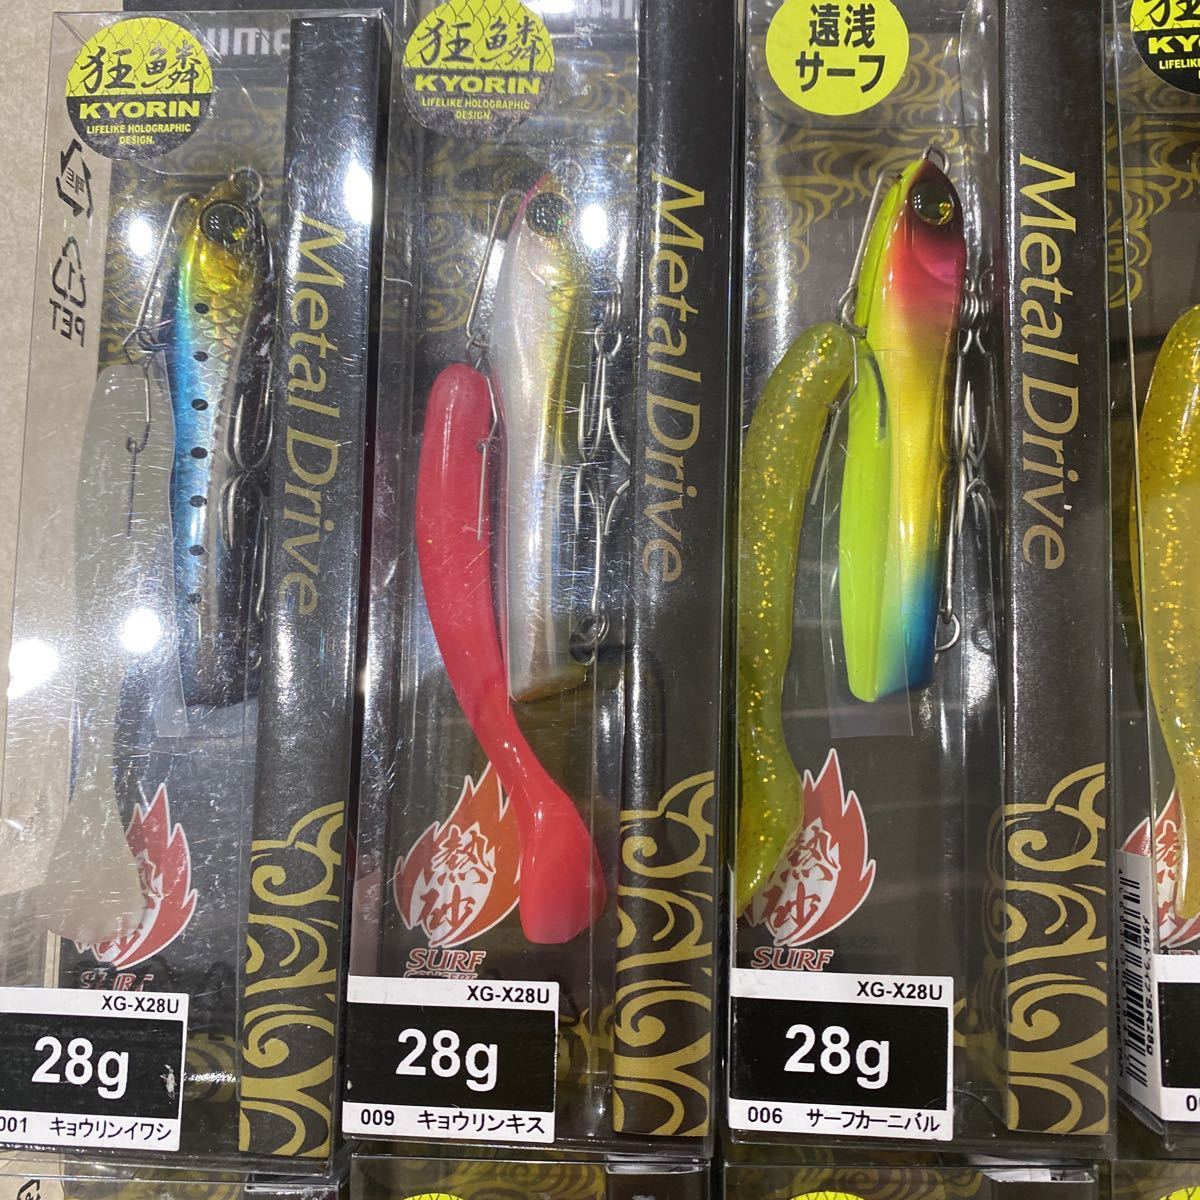 狂鱗
KYORIN
LIFELIKE HOLOGRAPHIC
DESIGN.
PET
Metal Drive
熱砂
SURF
XG-X28U
28g
001 キョウリンイワシ
狂鱗
KYORIN
LIFELIKE HOLOGRAPHIC
DESIGN.
Metal Drive
熱砂
SURF
CONCEPT
XG-X28U
28g
009 キョウリンキス
遠浅
サーフ
Metal Drive
熱砂
SURF
XG-X28U
28g
006 サーフカーニバル